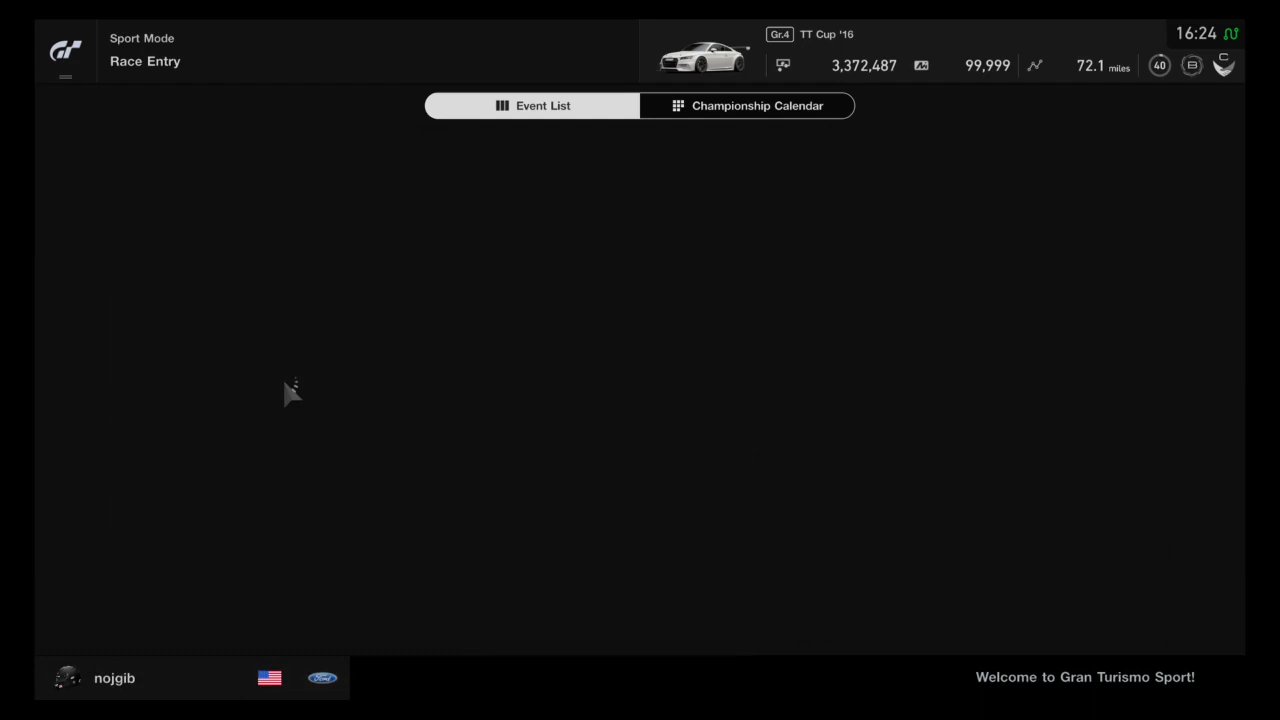 Sport Mode
Race Entry
Gr.4 TT Cup '16
16:24
3,372,487
99,999
72.1 miles
40
B
C
Event List
Championship Calendar
nojgib
Ford
Welcome to Gran Turismo Sport!